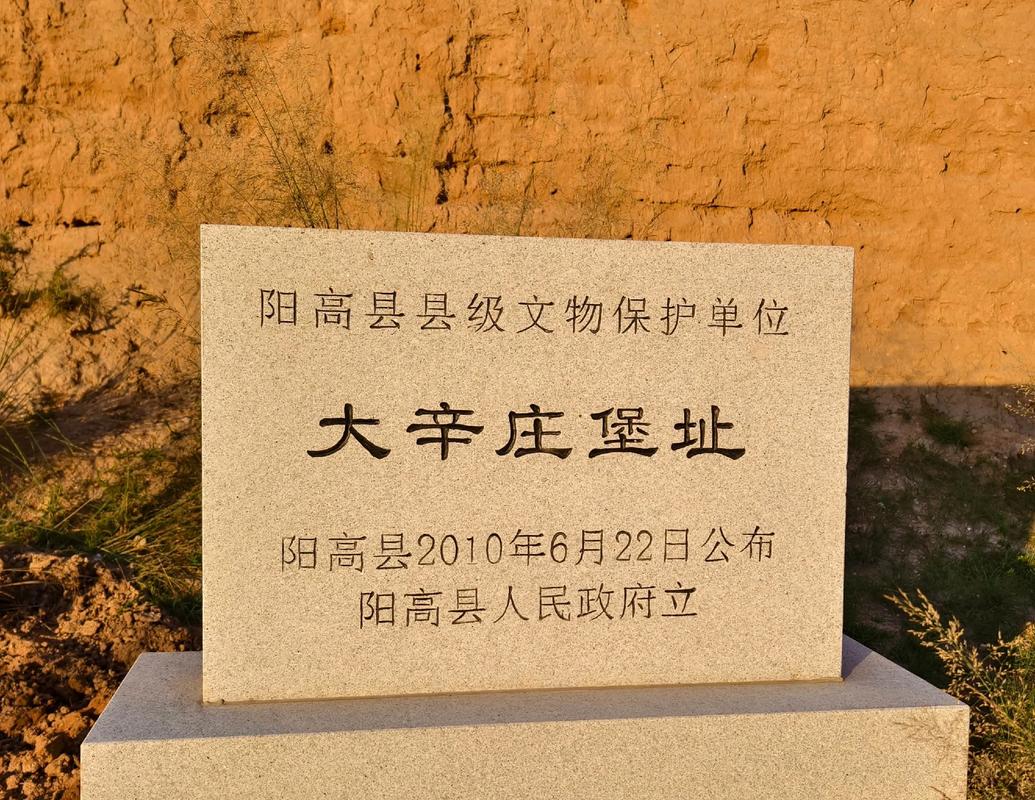 阳高县县级文物保护单位
大辛庄堡址
阳高县2010年6月22日公布
阳高县人民政府立